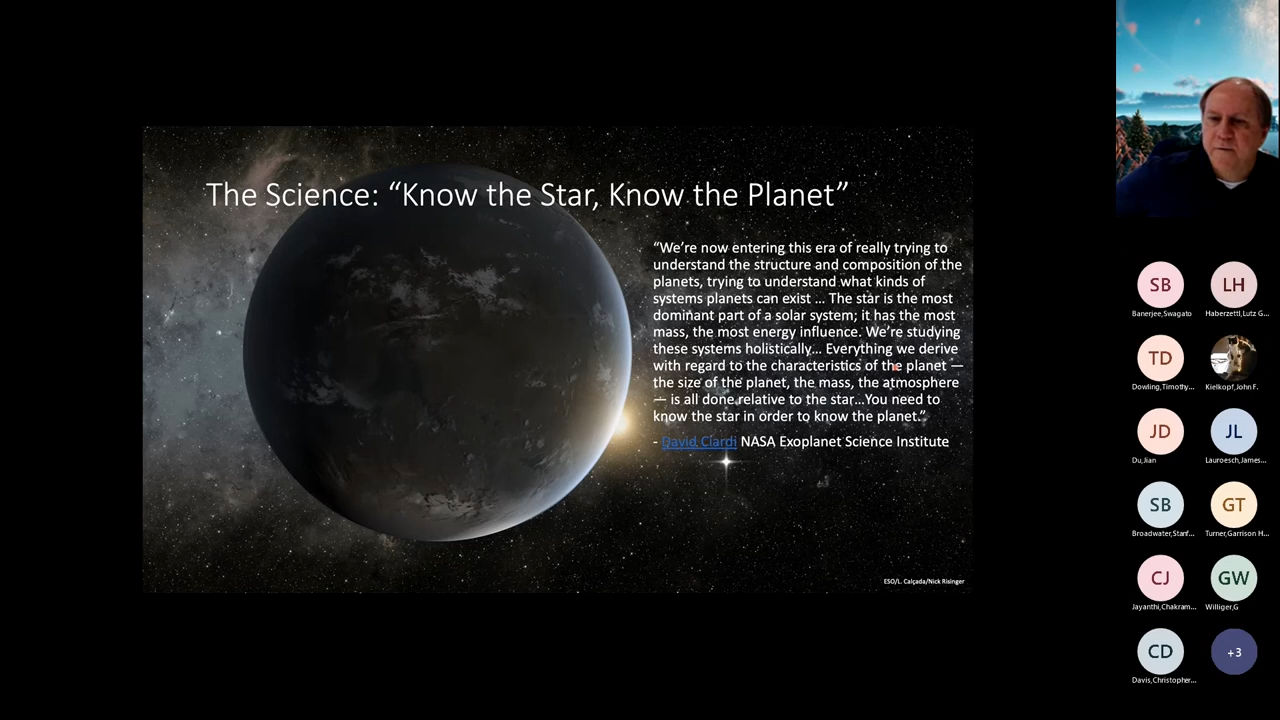 The Science: “Know the Star, Know the Planet”
“We’re now entering this era of really trying to
understand the structure and composition of the
planets, trying to understand what kinds of
systems planets can exist … The star is the most
dominant part of a solar system; it has the most
mass, the most energy influence. We’re studying
these systems holistically… Everything we derive
with regard to the characteristics of the planet —
the size of the planet, the mass, the atmosphere
— is all done relative to the star…You need to
know the star in order to know the planet.”
- David Ciardi NASA Exoplanet Science Institute
ESO/L. Calçada/Nick Risinger
SB
LH
Banerjee,Swagato
Haberzettl,Lutz G...
TD
Dowling,Timothy...
Kielkopf,John F.
JD
JL
Du,Jian
Lauroesch,James...
SB
GT
Broadwater,Stanf...
Turner,Garrison H...
CJ
GW
Jayanthi,Chakram...
Williger,G
CD
+3
Davis,Christopher...